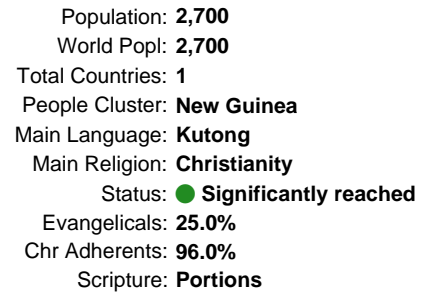 Population: 2,700
World Popl: 2,700
Total Countries: 1
People Cluster: New Guinea
Main Language: Kutong
Main Religion: Christianity
Status: Significantly reached
Evangelicals: 25.0%
Chr Adherents: 96.0%
Scripture: Portions